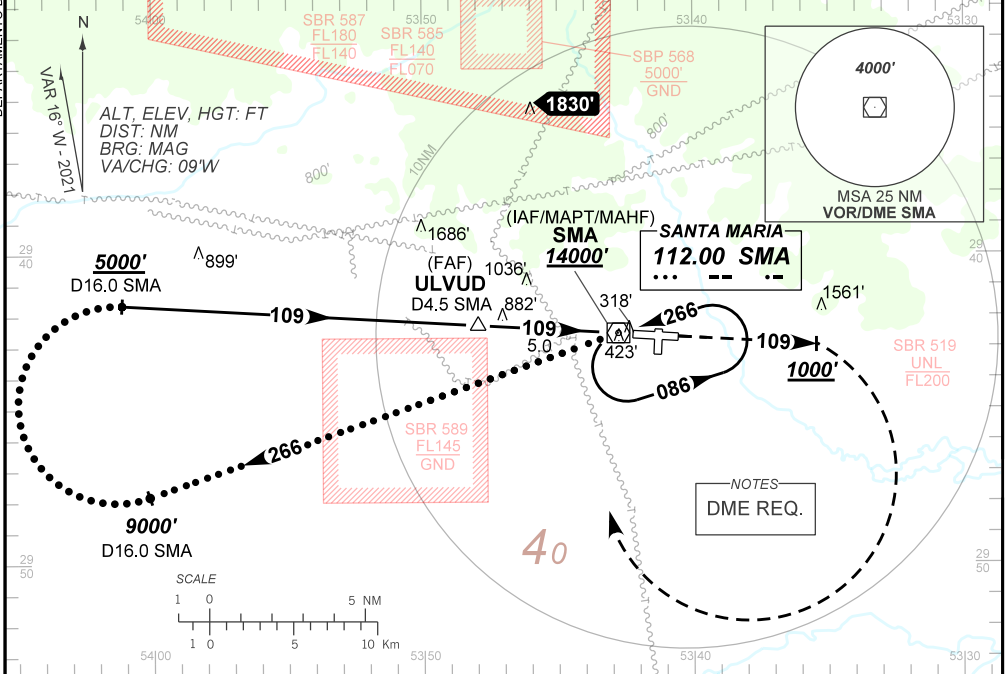 54 00
53 50
53 40
53 30
SBR 587
FL180
FL140
SBR 585
FL140
FL070
SBP 568
5000'
GND
N
VAR 16° W - 2021
ALT, ELEV, HGT: FT
DIST: NM
BRG: MAG
VA/CHG: 09'W
1830'
4000'
MSA 25 NM
VOR/DME SMA
10NM
800'
800'
29
40
29
40
899'
1686'
1036'
882'
(FAF)
ULVUD
D4.5 SMA
(IAF/MAPT/MAHF)
SMA
14000'
SANTA MARIA
112.00 SMA
5000'
D16.0 SMA
109
109
5.0
318'
423'
266
086
109
1000'
1561'
SBR 519
UNL
FL200
SBR 589
FL145
GND
266
9000'
D16.0 SMA
NOTES
DME REQ.
40
29
50
29
50
SCALE
1 0 5 NM
1 0 5 10 Km
54 00
53 50
53 40
53 30